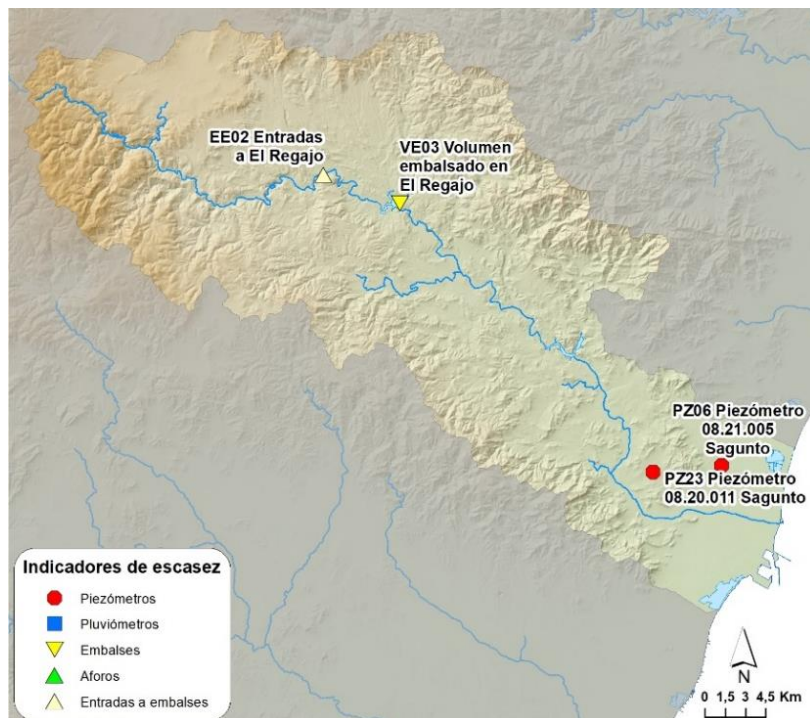 EE02 Entradas
a El Regajo
VE03 Volumen
embalsado en
El Regajo
PZ06 Piezómetro
08.21.005
Sagunto
PZ23 Piezómetro
08.20.011 Sagunto
Indicadores de escasez
Piezómetros
Pluviómetros
Embalses
Aforos
Entradas a embalses
N
0 1,5 3 4,5 Km